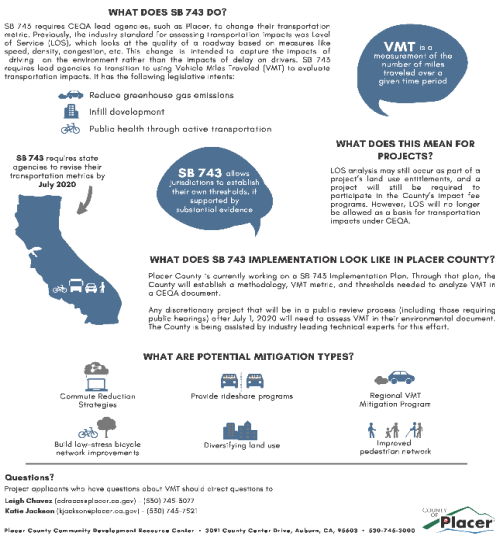 WHAT DOES SB 743 DO?
SB 743 requires CEQA lead agencies, such as Placer, to change their transportation
metric. Previously, the industry standard for assessing transportation impacts was Level
of Service (LOS), which looks at the quality of a roadway based on measures like
speed, density, congestion, etc. This change is intended to capture the impacts of
driving on the environment rather than the impacts of delay on drivers. SB 743
requires lead agencies to transition to using Vehicle Miles Traveled (VMT) to evaluate
transportation impacts. It has the following legislative intents:
Reduce greenhouse gas emissions
Infill development
Public health through active transportation
VMT is a
measurement of the
number of miles
traveled over a
given time period
SB 743 requires state
agencies to revise their
transportation metrics by
July 2020
SB 743 allows
jurisdictions to establish
their own thresholds, if
supported by
substantial evidence
WHAT DOES THIS MEAN FOR
PROJECTS?
LOS analysis may still occur as part of a
project's land use entitlements, and a
project will still be required to
participate in the County's impact fee
programs. However, LOS will no longer
be allowed as a basis for transportation
impacts under CEQA.
WHAT DOES SB 743 IMPLEMENTATION LOOK LIKE IN PLACER COUNTY?
Placer County is currently working on a SB 743 Implementation Plan. Through that plan, the
County will establish a methodology, VMT metric, and thresholds needed to analyze VMT in
a CEQA document.
Any discretionary project that will be in a public review process (including those requiring
public hearings) after July 1, 2020 will need to assess VMT in their environmental document.
The County is being assisted by industry leading technical experts for this effort.
WHAT ARE POTENTIAL MITIGATION TYPES?
Commute Reduction
Strategies
Provide rideshare programs
Regional VMT
Mitigation Program
Build low-stress bicycle
network improvements
Diversifying land use
Improved
pedestrian network
Questions?
Project applicants who have questions about VMT should direct questions to
Leigh Chavez - (530) 745-3077
Katie Jackson (kjackson@placer.ca.gov) - (530) 745-7521
Placer County Community Development Resource Center • 3091 County Center Drive, Auburn, CA, 95603 • 530-745-3000
COUNTY
OF
Placer